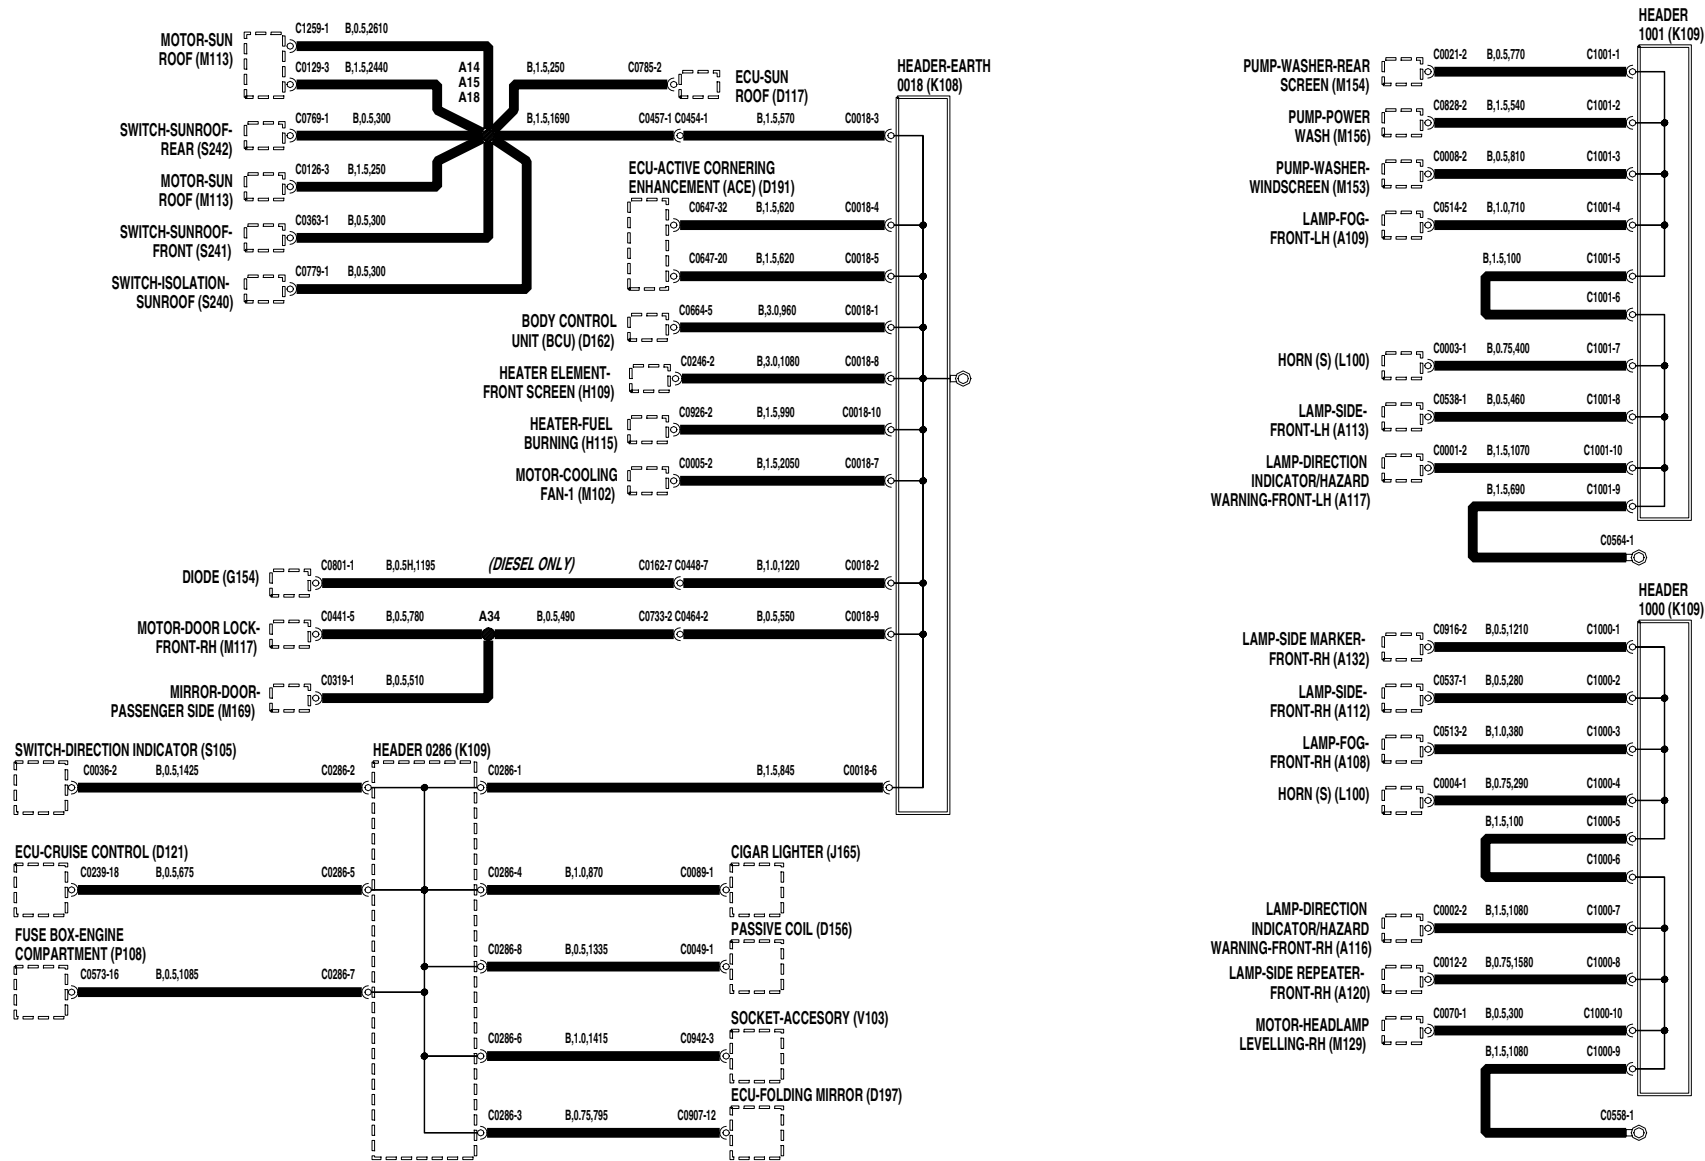 MOTOR-SUN
ROOF (M113)
C1259-1 B,0.5,2610
C0129-3 B,1.5,2440
A14
A15
A18
B,1.5,250 C0785-2
ECU-SUN
ROOF (D117)
HEADER-EARTH
0018 (K108)
SWITCH-SUNROOF-
REAR (S242)
C0769-1 B,0.5,300
B,1.5,1690 C0457-1 C0454-1 B,1.5,570 C0018-3
MOTOR-SUN
ROOF (M113)
C0126-3 B,1.5,250
SWITCH-SUNROOF-
FRONT (S241)
C0363-1 B,0.5,300
SWITCH-ISOLATION-
SUNROOF (S240)
C0779-1 B,0.5,300
ECU-ACTIVE CORNERING
ENHANCEMENT (ACE) (D191)
C0647-32 B,1.5,620 C0018-4
C0647-20 B,1.5,620 C0018-5
BODY CONTROL
UNIT (BCU) (D162)
C0664-5 B,3.0,960 C0018-1
HEATER ELEMENT-
FRONT SCREEN (H109)
C0246-2 B,3.0,1080 C0018-8
HEATER-FUEL
BURNING (H115)
C0926-2 B,1.5,990 C0018-10
MOTOR-COOLING
FAN-1 (M102)
C0005-2 B,1.5,2050 C0018-7
DIODE (G154)
C0801-1 B,0.5H,1195 (DIESEL ONLY) C0162-7 C0448-7 B,1.0,1220 C0018-2
MOTOR-DOOR LOCK-
FRONT-RH (M117)
C0441-5 B,0.5,780 A34 B,0.5,490 C0733-2 C0464-2 B,0.5,550 C0018-9
MIRROR-DOOR-
PASSENGER SIDE (M169)
C0319-1 B,0.5,510
SWITCH-DIRECTION INDICATOR (S105)
C0036-2 B,0.5,1425 C0286-2
HEADER 0286 (K109)
C0286-1 B,1.5,845 C0018-6
ECU-CRUISE CONTROL (D121)
C0239-18 B,0.5,675 C0286-5
FUSE BOX-ENGINE
COMPARTMENT (P108)
C0573-16 B,0.5,1085 C0286-7
CIGAR LIGHTER (J165)
C0286-4 B,1.0,870 C0089-1
PASSIVE COIL (D156)
C0286-8 B,0.5,1335 C0049-1
SOCKET-ACCESORY (V103)
C0286-6 B,1.0,1415 C0942-3
ECU-FOLDING MIRROR (D197)
C0286-3 B,0.75,795 C0907-12
HEADER
1001 (K109)
PUMP-WASHER-REAR
SCREEN (M154)
C0021-2 B,0.5,770 C1001-1
PUMP-POWER
WASH (M156)
C0828-2 B,1.5,540 C1001-2
PUMP-WASHER-
WINDSCREEN (M153)
C0008-2 B,0.5,810 C1001-3
LAMP-FOG-
FRONT-LH (A109)
C0514-2 B,1.0,710 C1001-4
B,1.5,100 C1001-5
C1001-6
HORN (S) (L100)
C0003-1 B,0.75,400 C1001-7
LAMP-SIDE-
FRONT-LH (A113)
C0538-1 B,0.5,460 C1001-8
LAMP-DIRECTION
INDICATOR/HAZARD
WARNING-FRONT-LH (A117)
C0001-2 B,1.5,1070 C1001-10
B,1.5,690 C1001-9
C0564-1
HEADER
1000 (K109)
LAMP-SIDE MARKER-
FRONT-RH (A132)
C0916-2 B,0.5,1210 C1000-1
LAMP-SIDE-
FRONT-RH (A112)
C0537-1 B,0.5,280 C1000-2
LAMP-FOG-
FRONT-RH (A108)
C0513-2 B,1.0,380 C1000-3
HORN (S) (L100)
C0004-1 B,0.75,290 C1000-4
B,1.5,100 C1000-5
C1000-6
LAMP-DIRECTION
INDICATOR/HAZARD
WARNING-FRONT-RH (A116)
C0002-2 B,1.5,1080 C1000-7
LAMP-SIDE REPEATER-
FRONT-RH (A120)
C0012-2 B,0.75,1580 C1000-8
MOTOR-HEADLAMP
LEVELLING-RH (M129)
C0070-1 B,0.5,300 C1000-10
B,1.5,1080 C1000-9
C0558-1